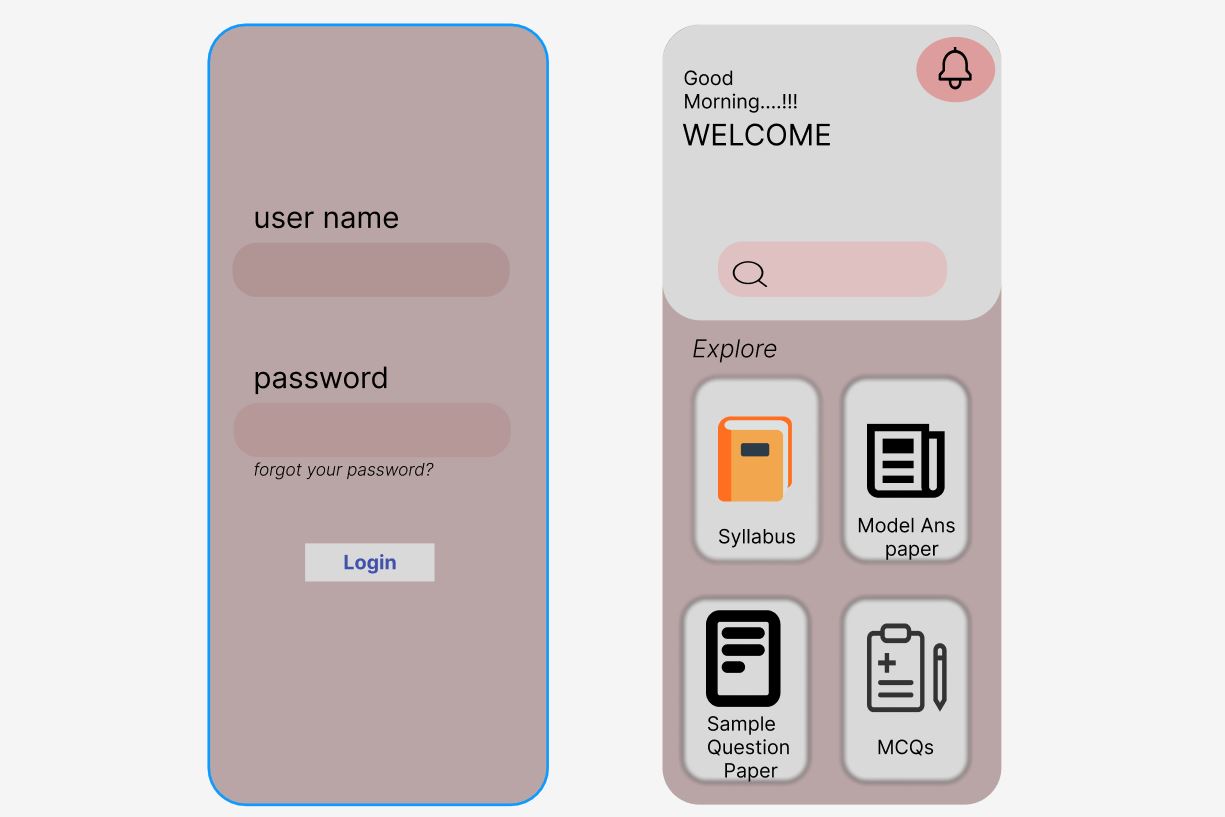 user name
password
forgot your password?
Login
Good
Morning....!!!
WELCOME
Explore
Syllabus
Model Ans
paper
Sample
Question
Paper
MCQs